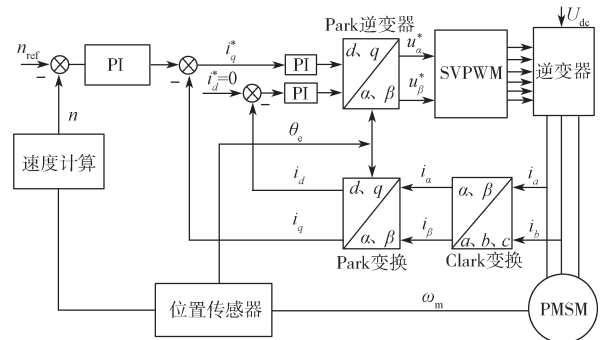 Park逆变器
U_dc
n_ref
PI
i_q^*
PI
d、q
α、β
u_α^*
u_β^*
SVPWM
逆变器
i_d^*=0
PI
n
θ_e
速度计算
i_d
i_q
d、q
α、β
Park变换
i_α
i_β
α、β
a、b、c
Clark变换
i_a
i_b
位置传感器
ω_m
PMSM